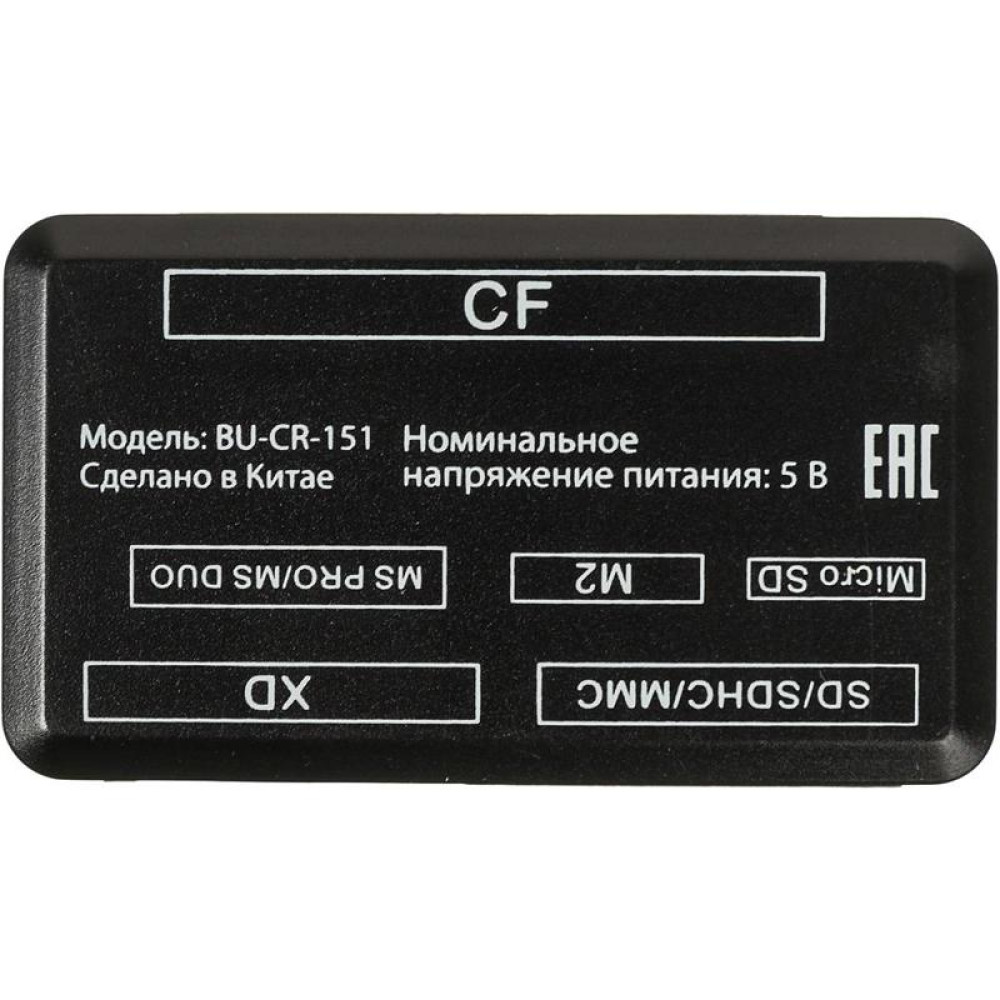 CF
Модель: BU-CR-151
Сделано в Китае
Номинальное
напряжение питания: 5 В
EAC
MS PRO/MS DUO
M2
Micro SD
XD
SD/SDHC/MMC